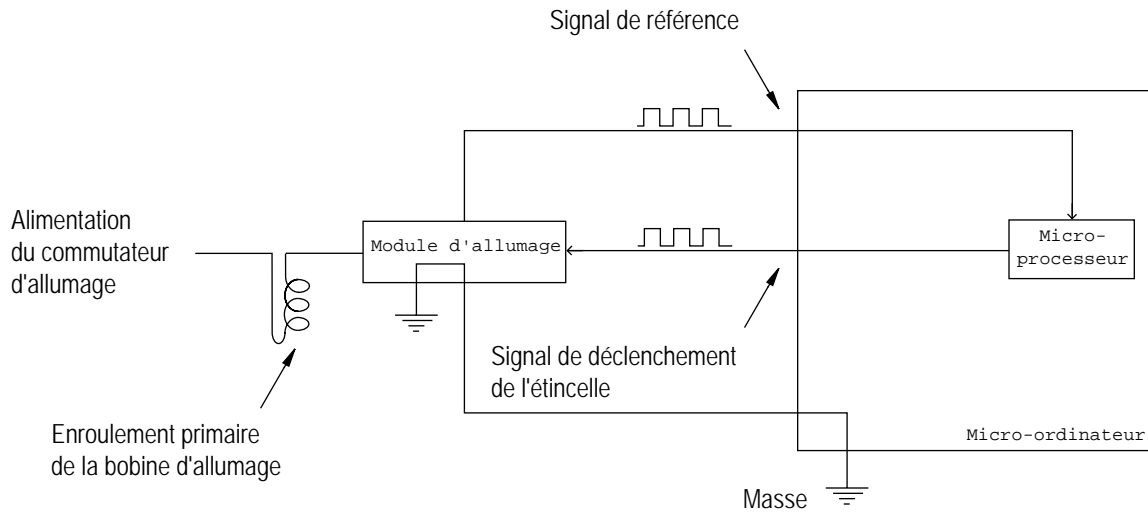 Signal de référence
Alimentation
du commutateur
d'allumage
Module d'allumage
Micro-
processeur
Signal de déclenchement
de l'étincelle
Enroulement primaire
de la bobine d'allumage
Micro-ordinateur
Masse